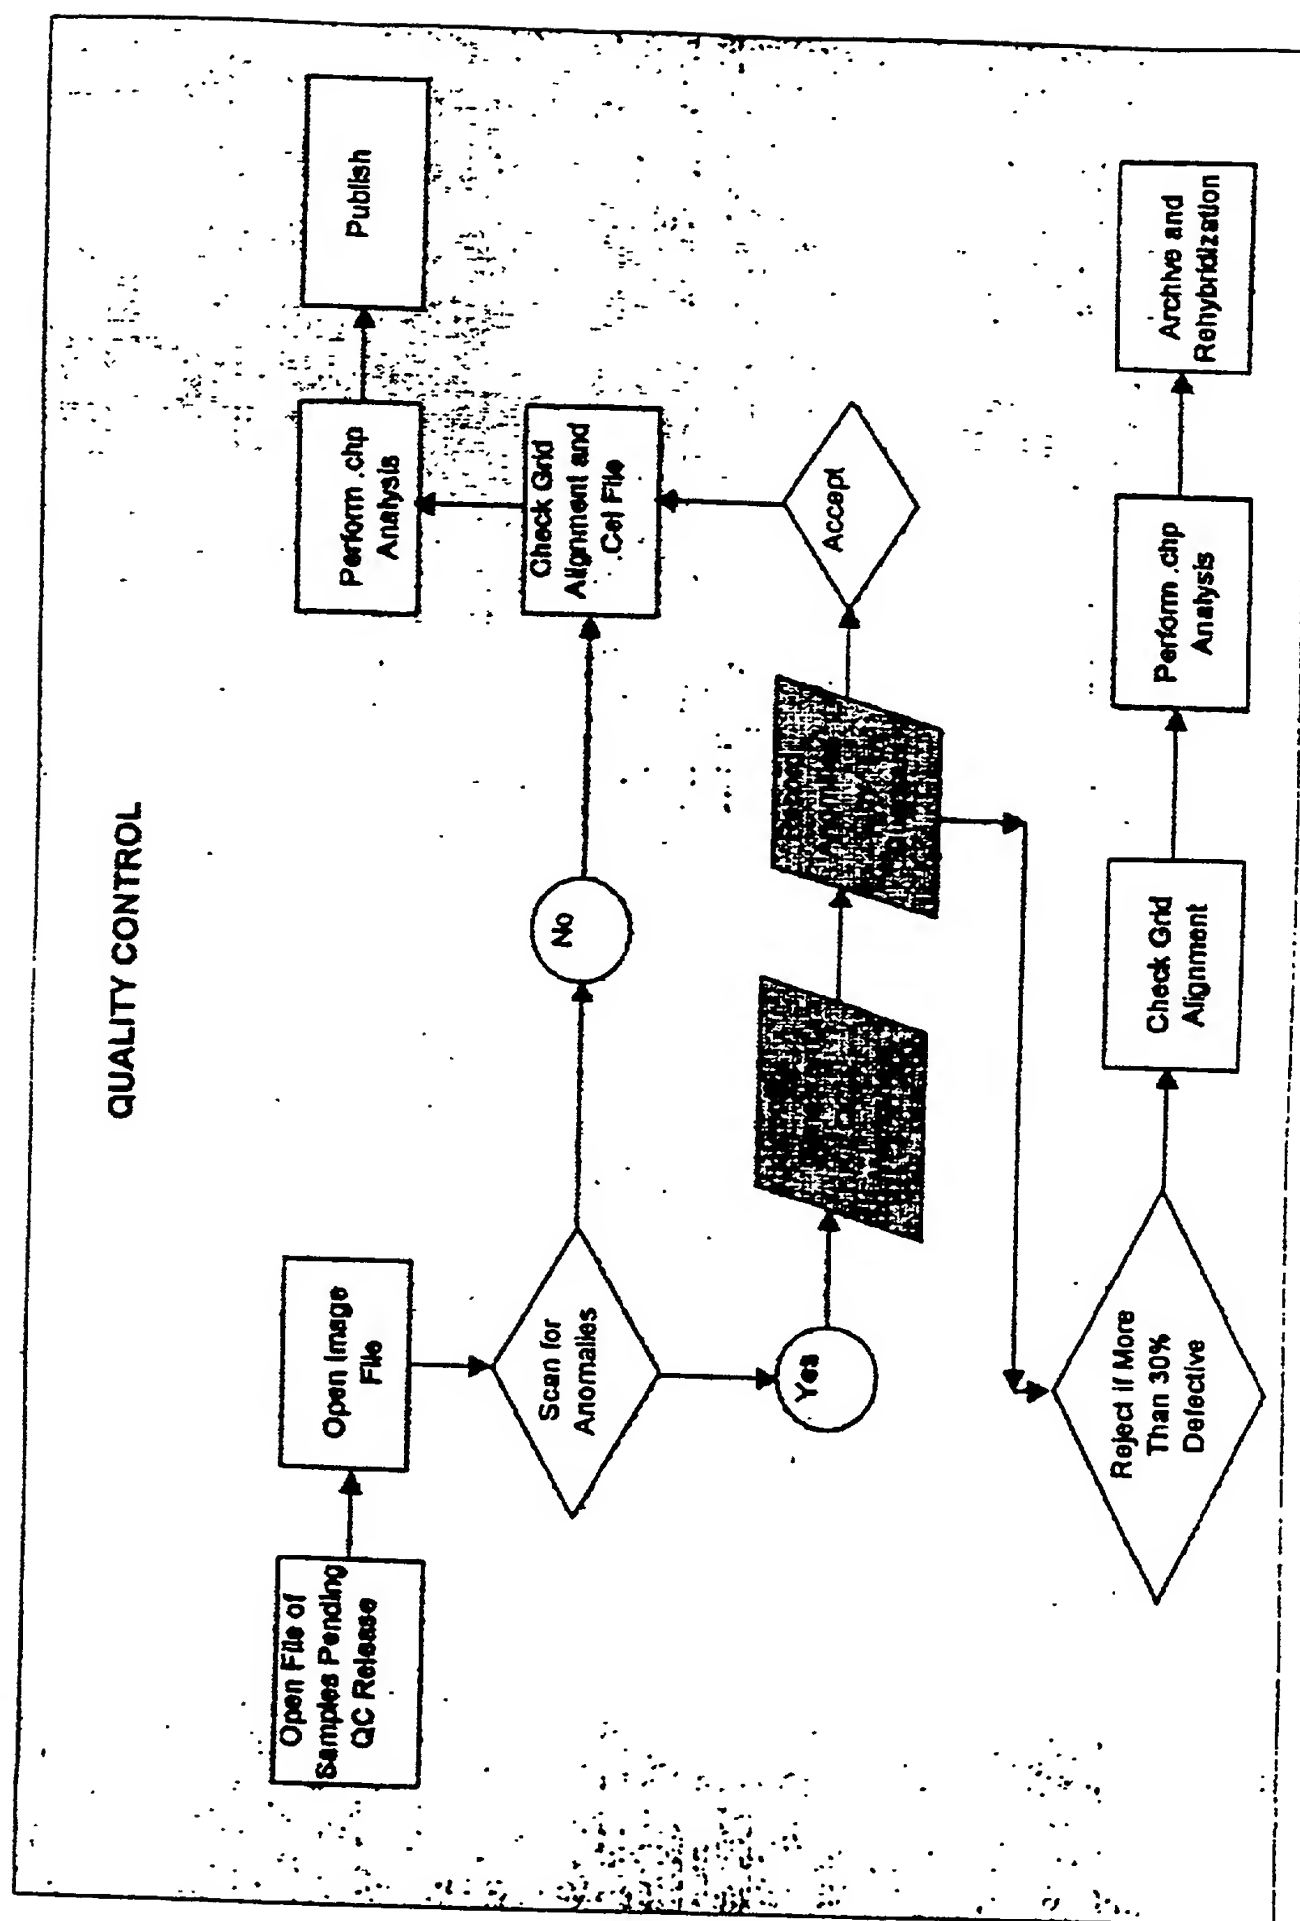 QUALITY CONTROL
Open File of
Samples Pending
QC Release
Open Image
File
Scan for
Anomalies
No
Yes
Check Grid
Alignment and
.Cel File
Perform .chp
Analysis
Publish
Accept
Reject if More
Than 30%
Defective
Check Grid
Alignment
Perform .chp
Analysis
Archive and
Rehybridization